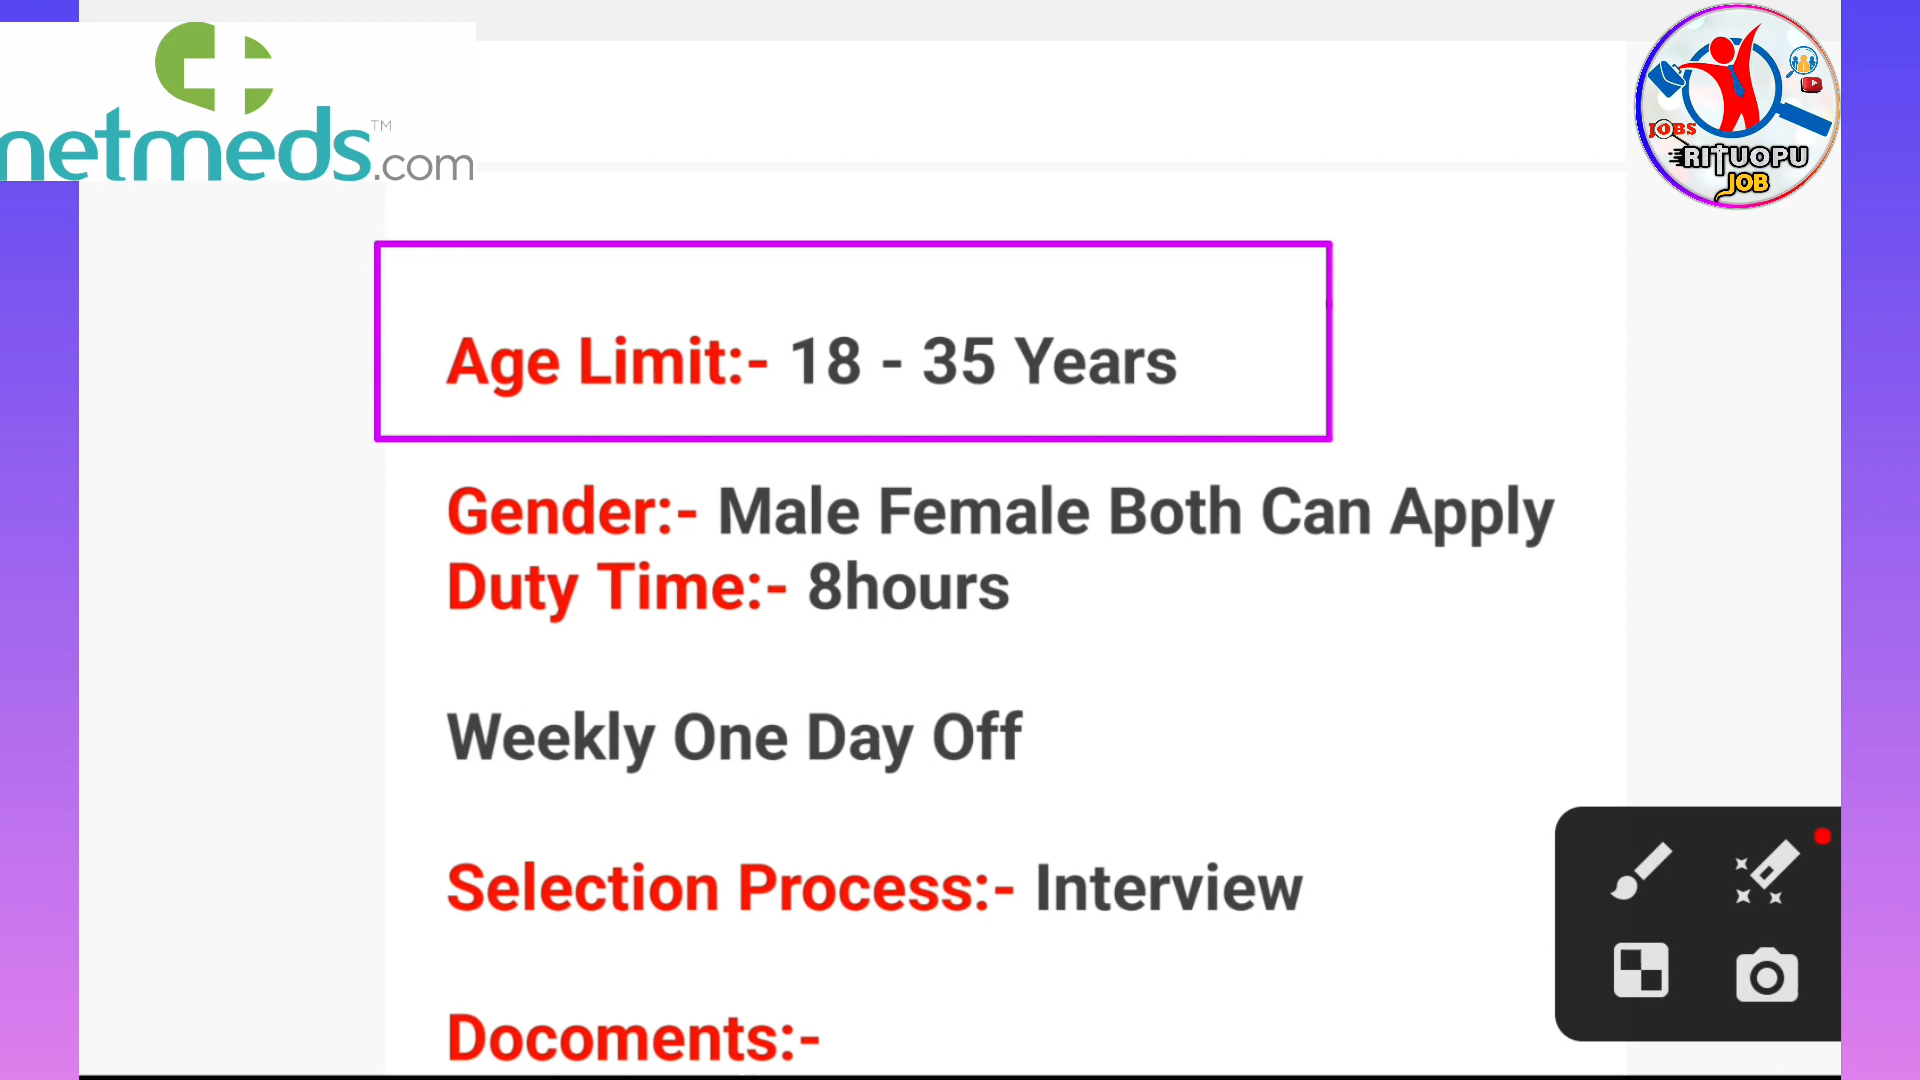 netmeds.com™
JOBS
RITUOPU
JOB
Age Limit:- 18 - 35 Years
Gender:- Male Female Both Can Apply
Duty Time:- 8hours
Weekly One Day Off
Selection Process:- Interview
Docoments:-